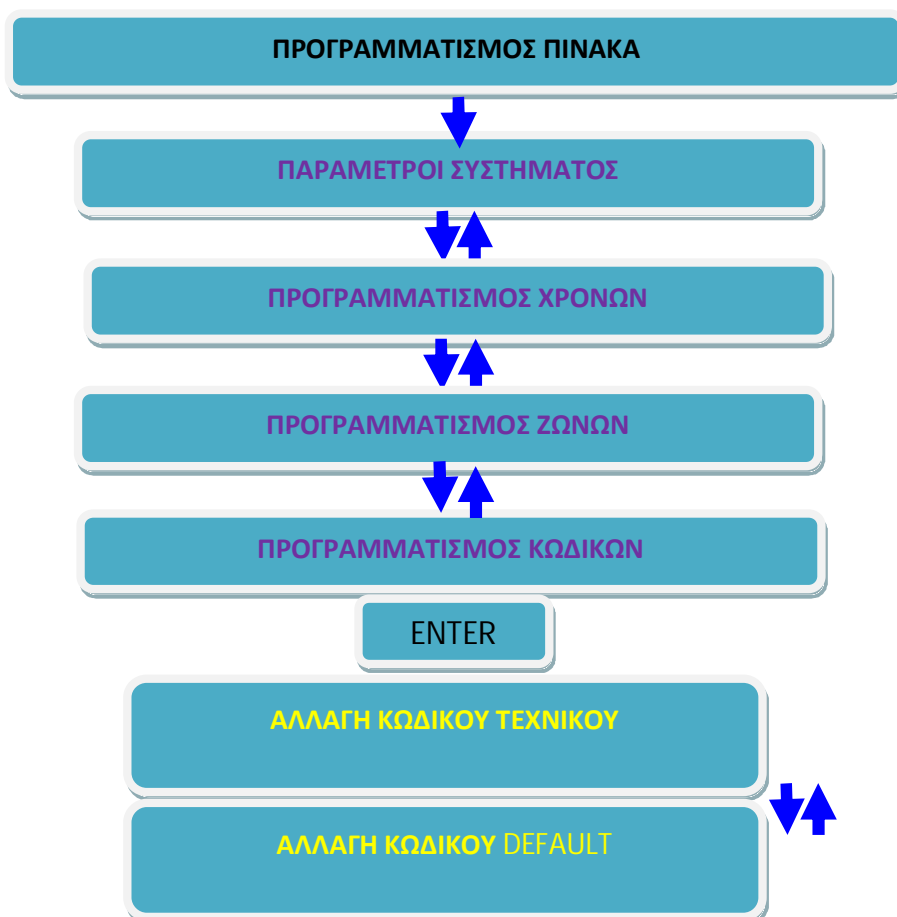 ΠΡΟΓΡΑΜΜΑΤΙΣΜΟΣ ΠΙΝΑΚΑ
ΠΑΡΑΜΕΤΡΟΙ ΣΥΣΤΗΜΑΤΟΣ
ΠΡΟΓΡΑΜΜΑΤΙΣΜΟΣ ΧΡΟΝΩΝ
ΠΡΟΓΡΑΜΜΑΤΙΣΜΟΣ ΖΩΝΩΝ
ΠΡΟΓΡΑΜΜΑΤΙΣΜΟΣ ΚΩΔΙΚΩΝ
ENTER
ΑΛΛΑΓΗ ΚΩΔΙΚΟΥ ΤΕΧΝΙΚΟΥ
ΑΛΛΑΓΗ ΚΩΔΙΚΟΥ DEFAULT